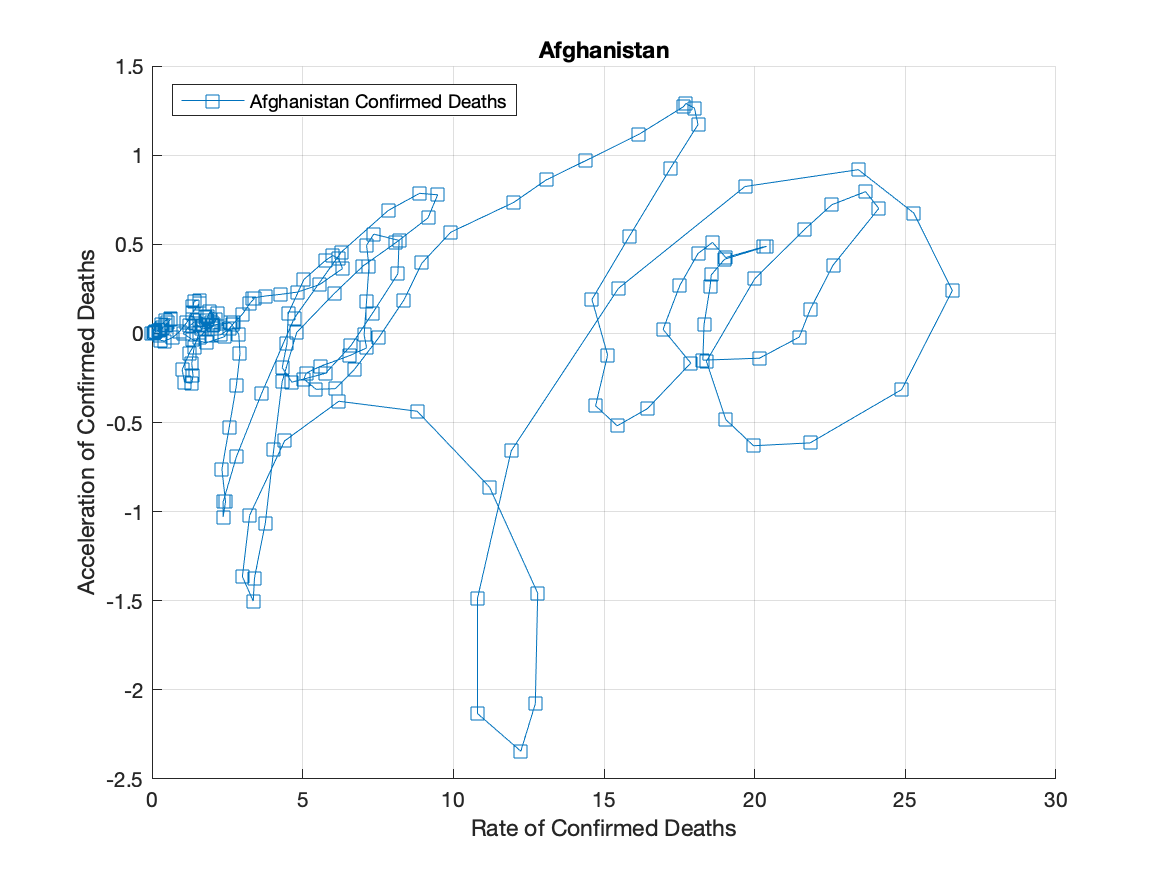 Afghanistan
Afghanistan Confirmed Deaths
1.5
1
0.5
0
-0.5
-1
-1.5
-2
-2.5
Acceleration of Confirmed Deaths
0 5 10 15 20 25 30
Rate of Confirmed Deaths